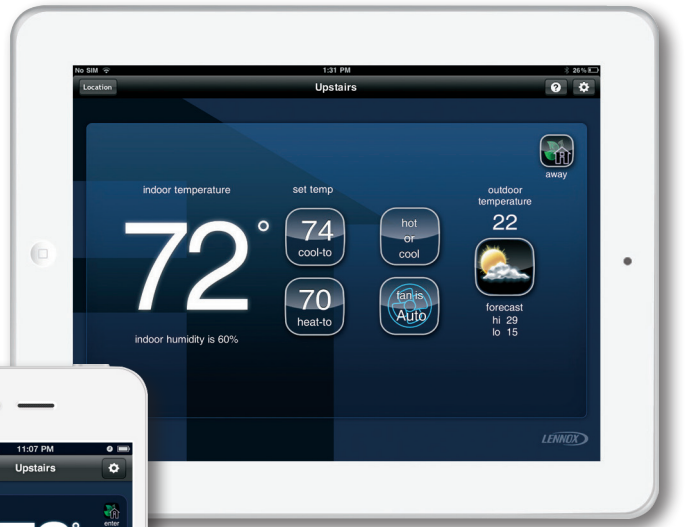 No SIM
1:31 PM
26%
Location
Upstairs
?
away
indoor temperature
set temp
outdoor
temperature
72°
74
cool-to
hot
or
cool
22
70
heat-to
fan is
Auto
forecast
hi 29
lo 15
indoor humidity is 60%
LENNOX
11:07 PM
Upstairs
enter